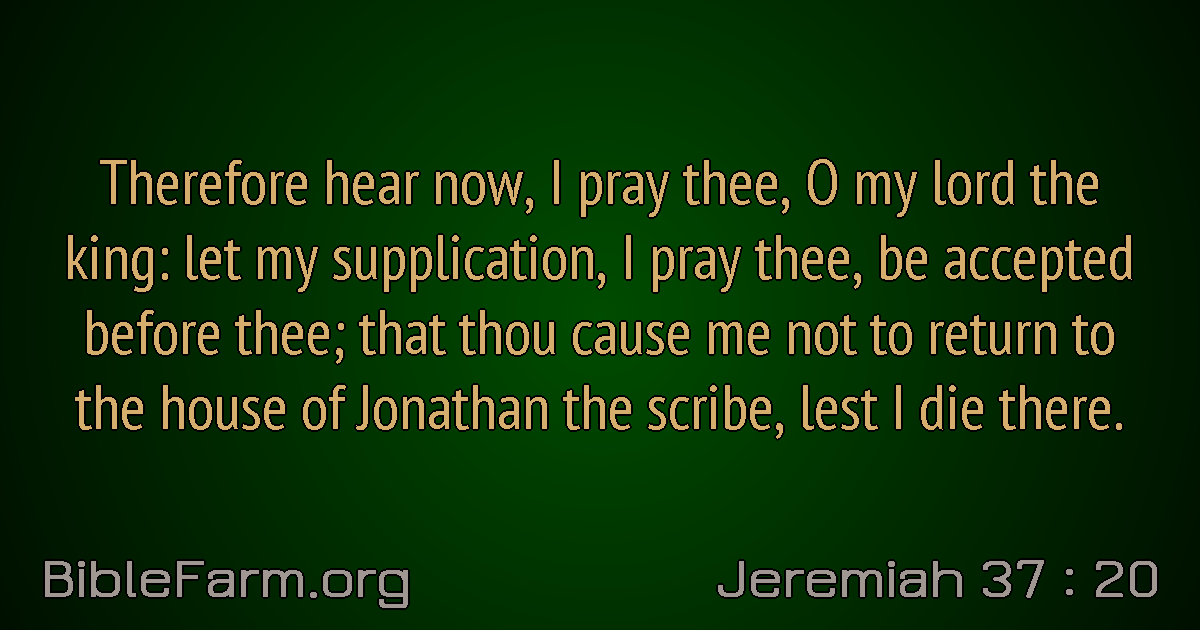 Therefore hear now, I pray thee, O my lord the
king: let my supplication, I pray thee, be accepted
before thee; that thou cause me not to return to
the house of Jonathan the scribe, lest I die there.
BibleFarm.org
Jeremiah 37 : 20